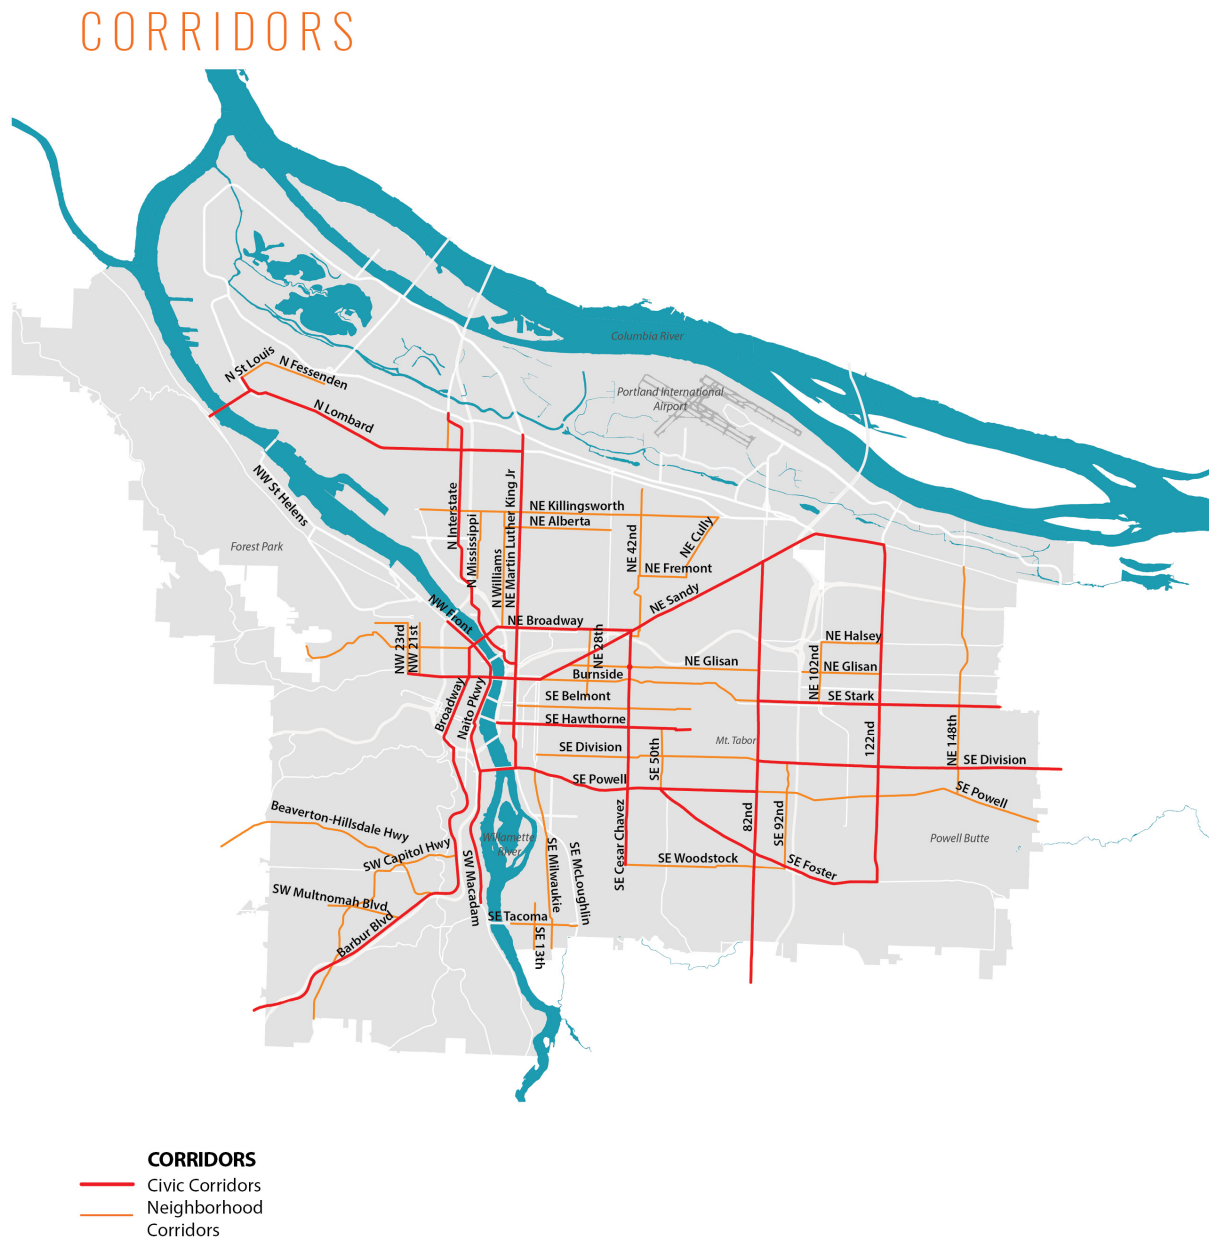 CORRIDORS
Columbia River
N St Louis
N Fessenden
Portland International
Airport
N Lombard
NW St Helens
N Interstate
N Mississippi
N Williams
NE Martin Luther King Jr
NE Killingsworth
NE Alberta
NE 42nd
NE Cully
Forest Park
NE Fremont
NE Sandy
NW Front
NE Broadway
NE 28th
NW 23rd
NW 21st
NE Halsey
NE 102nd
NE Glisan
NE Glisan
Burnside
SE Belmont
SE Stark
Broadway
Naito Pkwy
SE Hawthorne
Mt. Tabor
122nd
NE 148th
SE Division
SE 50th
SE Division
SE Powell
SE Powell
Beaverton-Hillsdale Hwy
SE Cesar Chavez
82nd
SE 92nd
Willamette
River
Powell Butte
SW Capitol Hwy
SW Macadam
SE Milwaukie
SE McLoughlin
SE Woodstock
SE Foster
SW Multnomah Blvd
SE Tacoma
SE 13th
Barbur Blvd
CORRIDORS
Civic Corridors
Neighborhood
Corridors